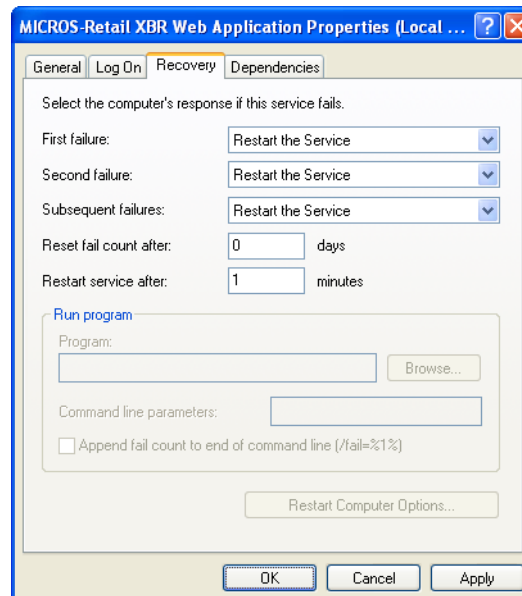 MICROS-Retail XBR Web Application Properties (Local ...
General Log On Recovery Dependencies
Select the computer's response if this service fails.
First failure: Restart the Service
Second failure: Restart the Service
Subsequent failures: Restart the Service
Reset fail count after: 0 days
Restart service after: 1 minutes
Run program
Program:
Browse...
Command line parameters:
Append fail count to end of command line (/fail=%1%)
Restart Computer Options...
OK Cancel Apply